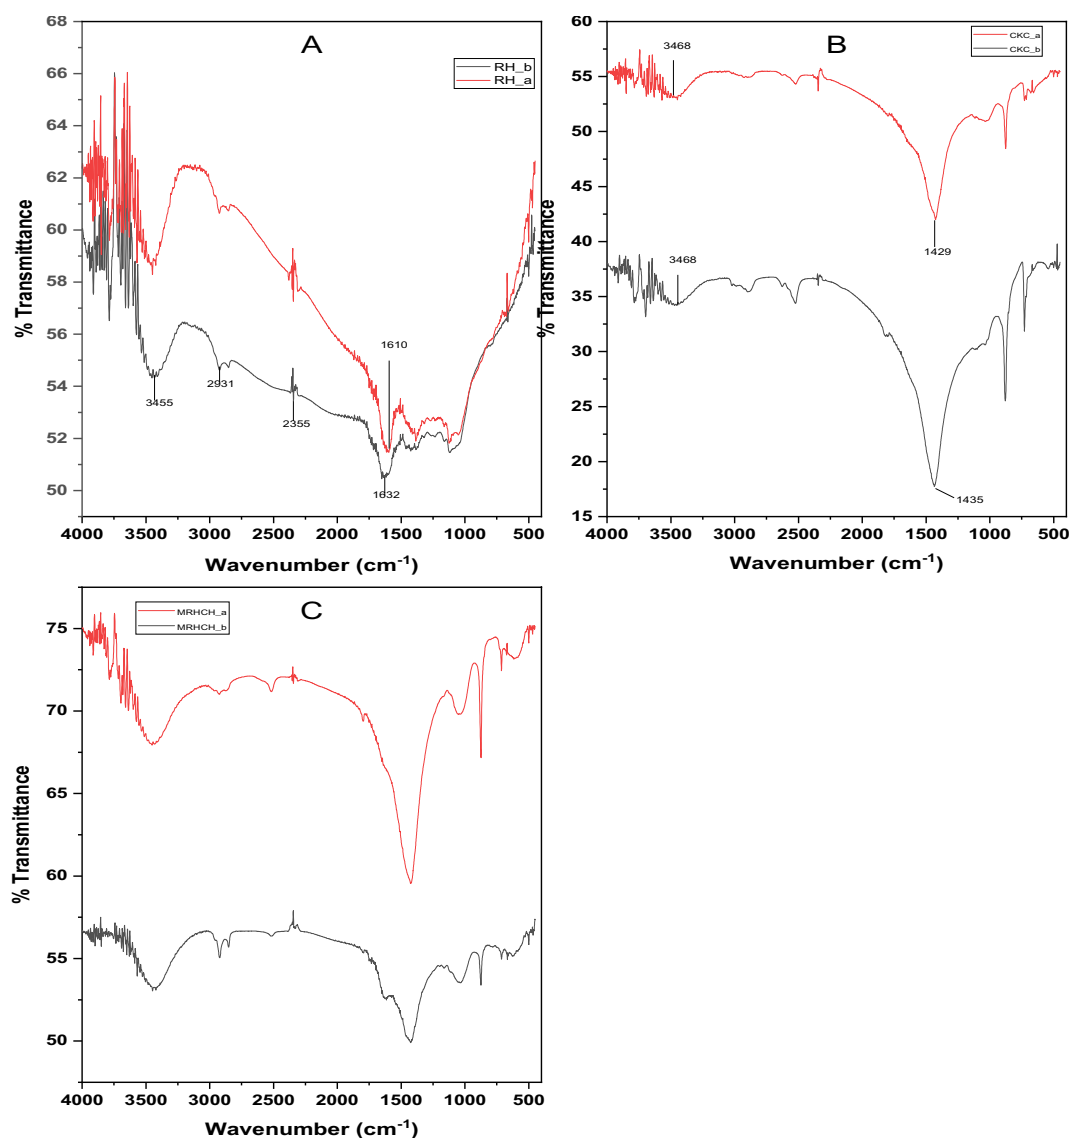 A
RH_b
RH_a
68
66
64
62
60
58
56
54
52
50
% Transmittance
3455
2931
2355
1610
1632
4000 3500 3000 2500 2000 1500 1000 500
Wavenumber (cm⁻¹)
B
CKC_a
CKC_b
60
55
50
45
40
35
30
25
20
15
% Transmittance
3468
1429
3468
1435
4000 3500 3000 2500 2000 1500 1000 500
Wavenumber (cm⁻¹)
C
MRHCH_a
MRHCH_b
75
70
65
60
55
50
% Transmittance
4000 3500 3000 2500 2000 1500 1000 500
Wavenumber (cm⁻¹)